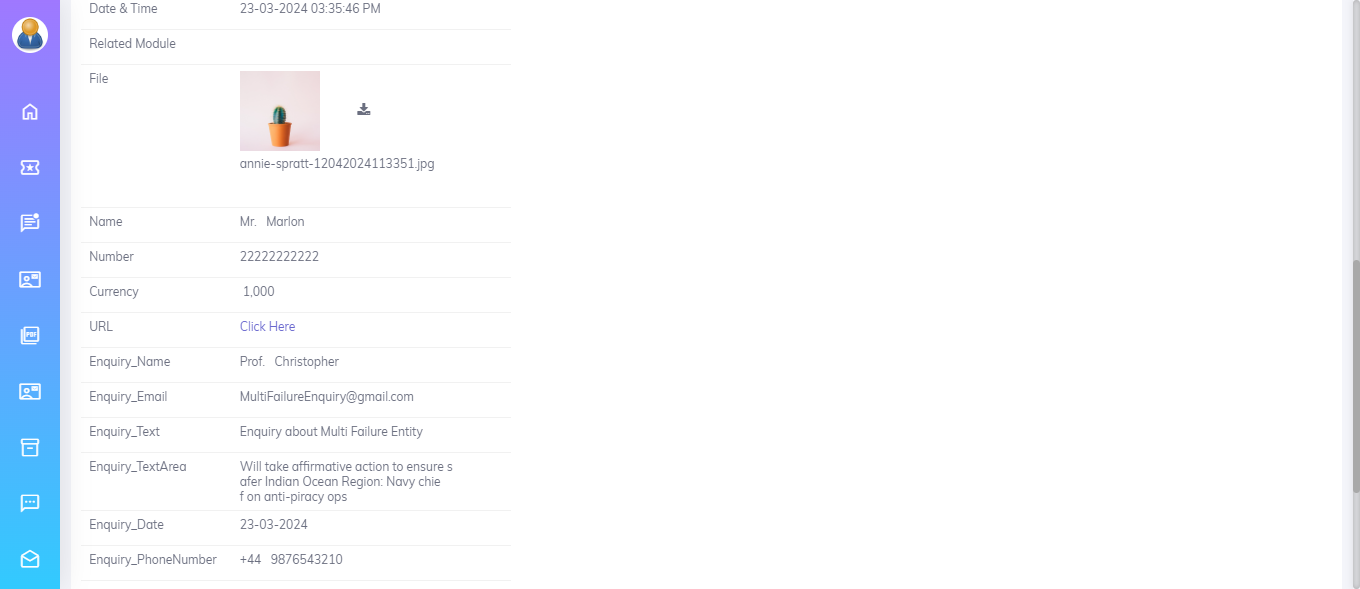 Date & Time 23-03-2024 03:35:46 PM
Related Module
File
annie-spratt-12042024113351.jpg
Name Mr. Marlon
Number 22222222222
Currency 1,000
URL Click Here
Enquiry_Name Prof. Christopher
Enquiry_Email MultiFailureEnquiry@gmail.com
Enquiry_Text Enquiry about Multi Failure Entity
Enquiry_TextArea Will take affirmative action to ensure s
afer Indian Ocean Region: Navy chie
f on anti-piracy ops
Enquiry_Date 23-03-2024
Enquiry_PhoneNumber +44 9876543210
PDF